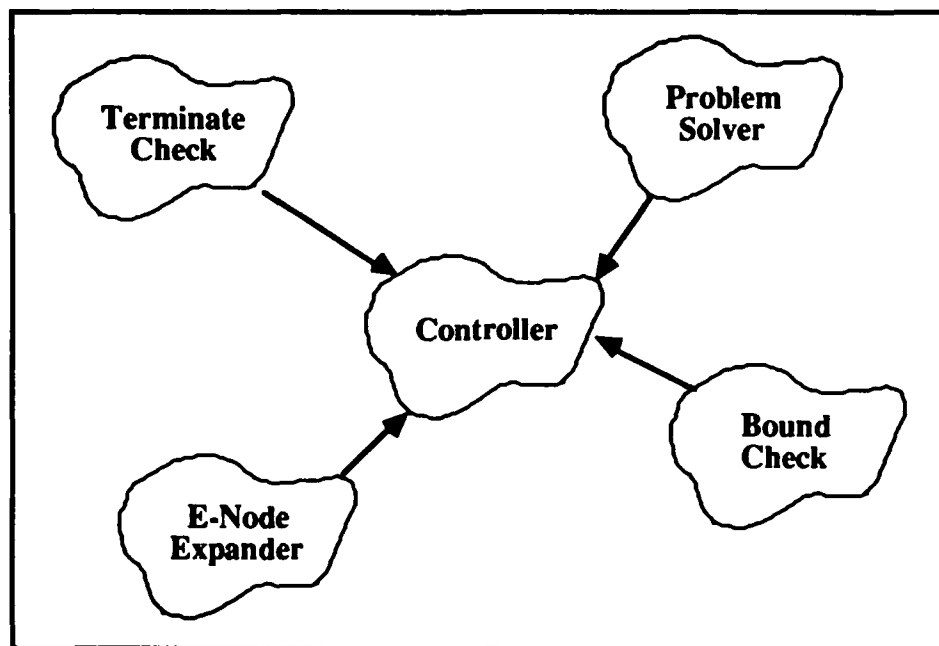 Terminate
Check
Problem
Solver
Controller
Bound
Check
E-Node
Expander